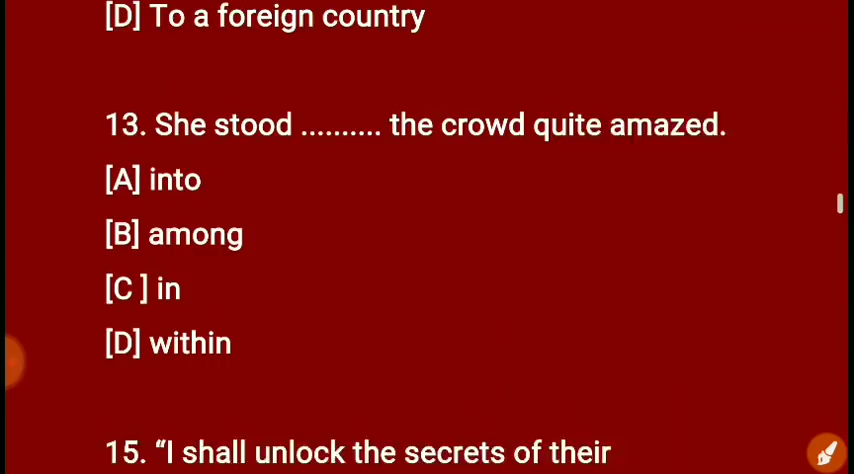 [D] To a foreign country
13. She stood .......... the crowd quite amazed.
[A] into
[B] among
[C ] in
[D] within
15. “I shall unlock the secrets of their